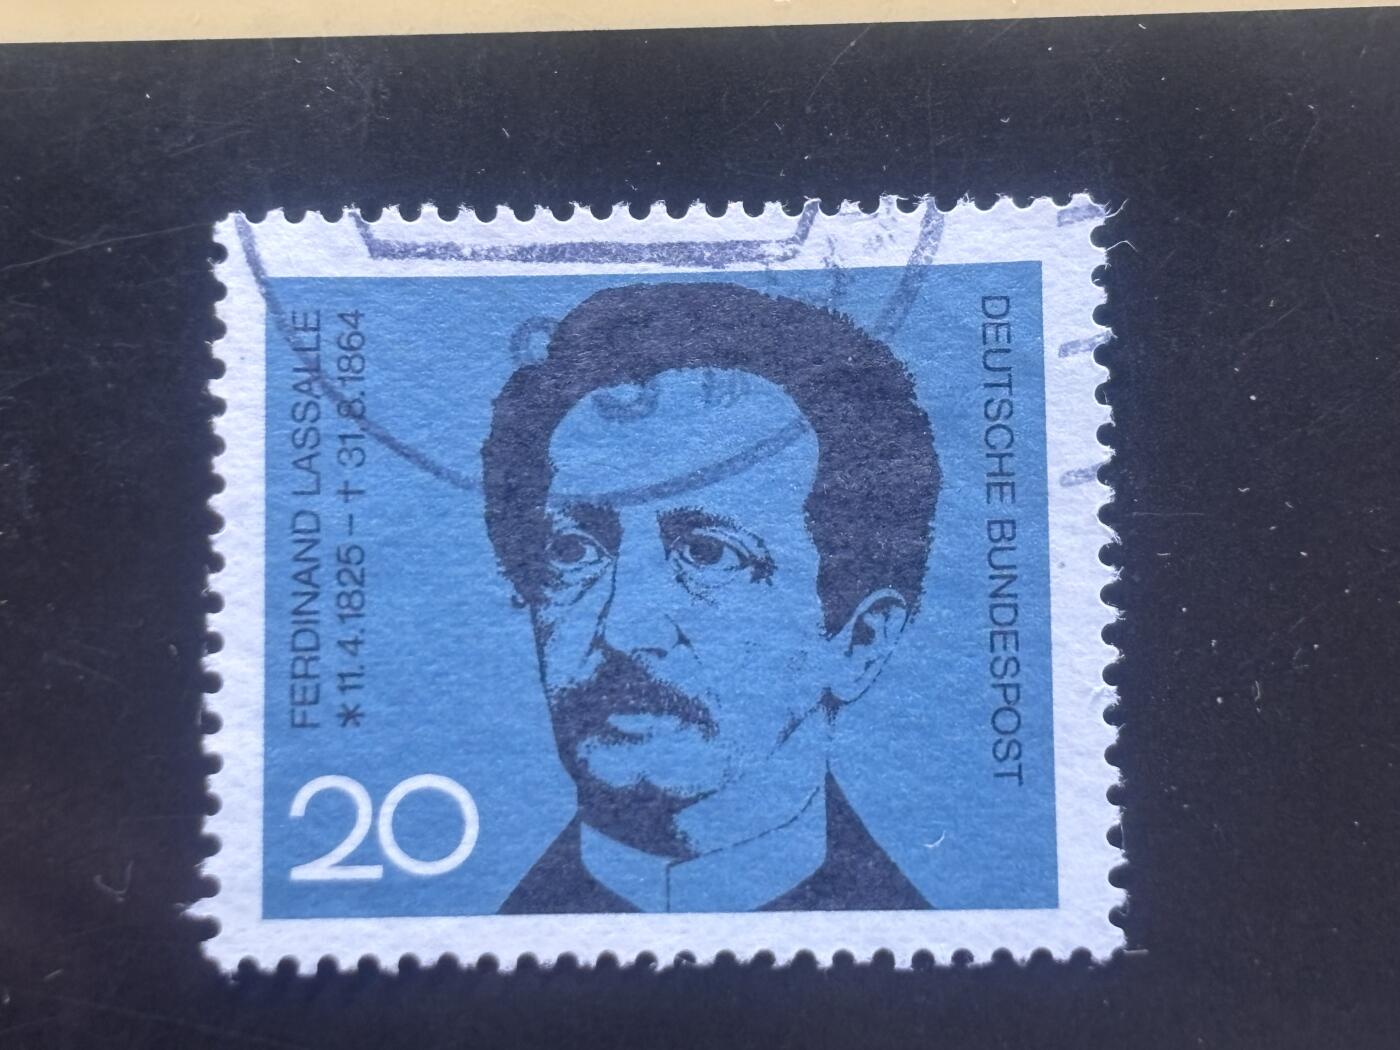 FERDINAND LASSALLE
*11.4.1825–†31.8.1864
DEUTSCHE BUNDESPOST
20